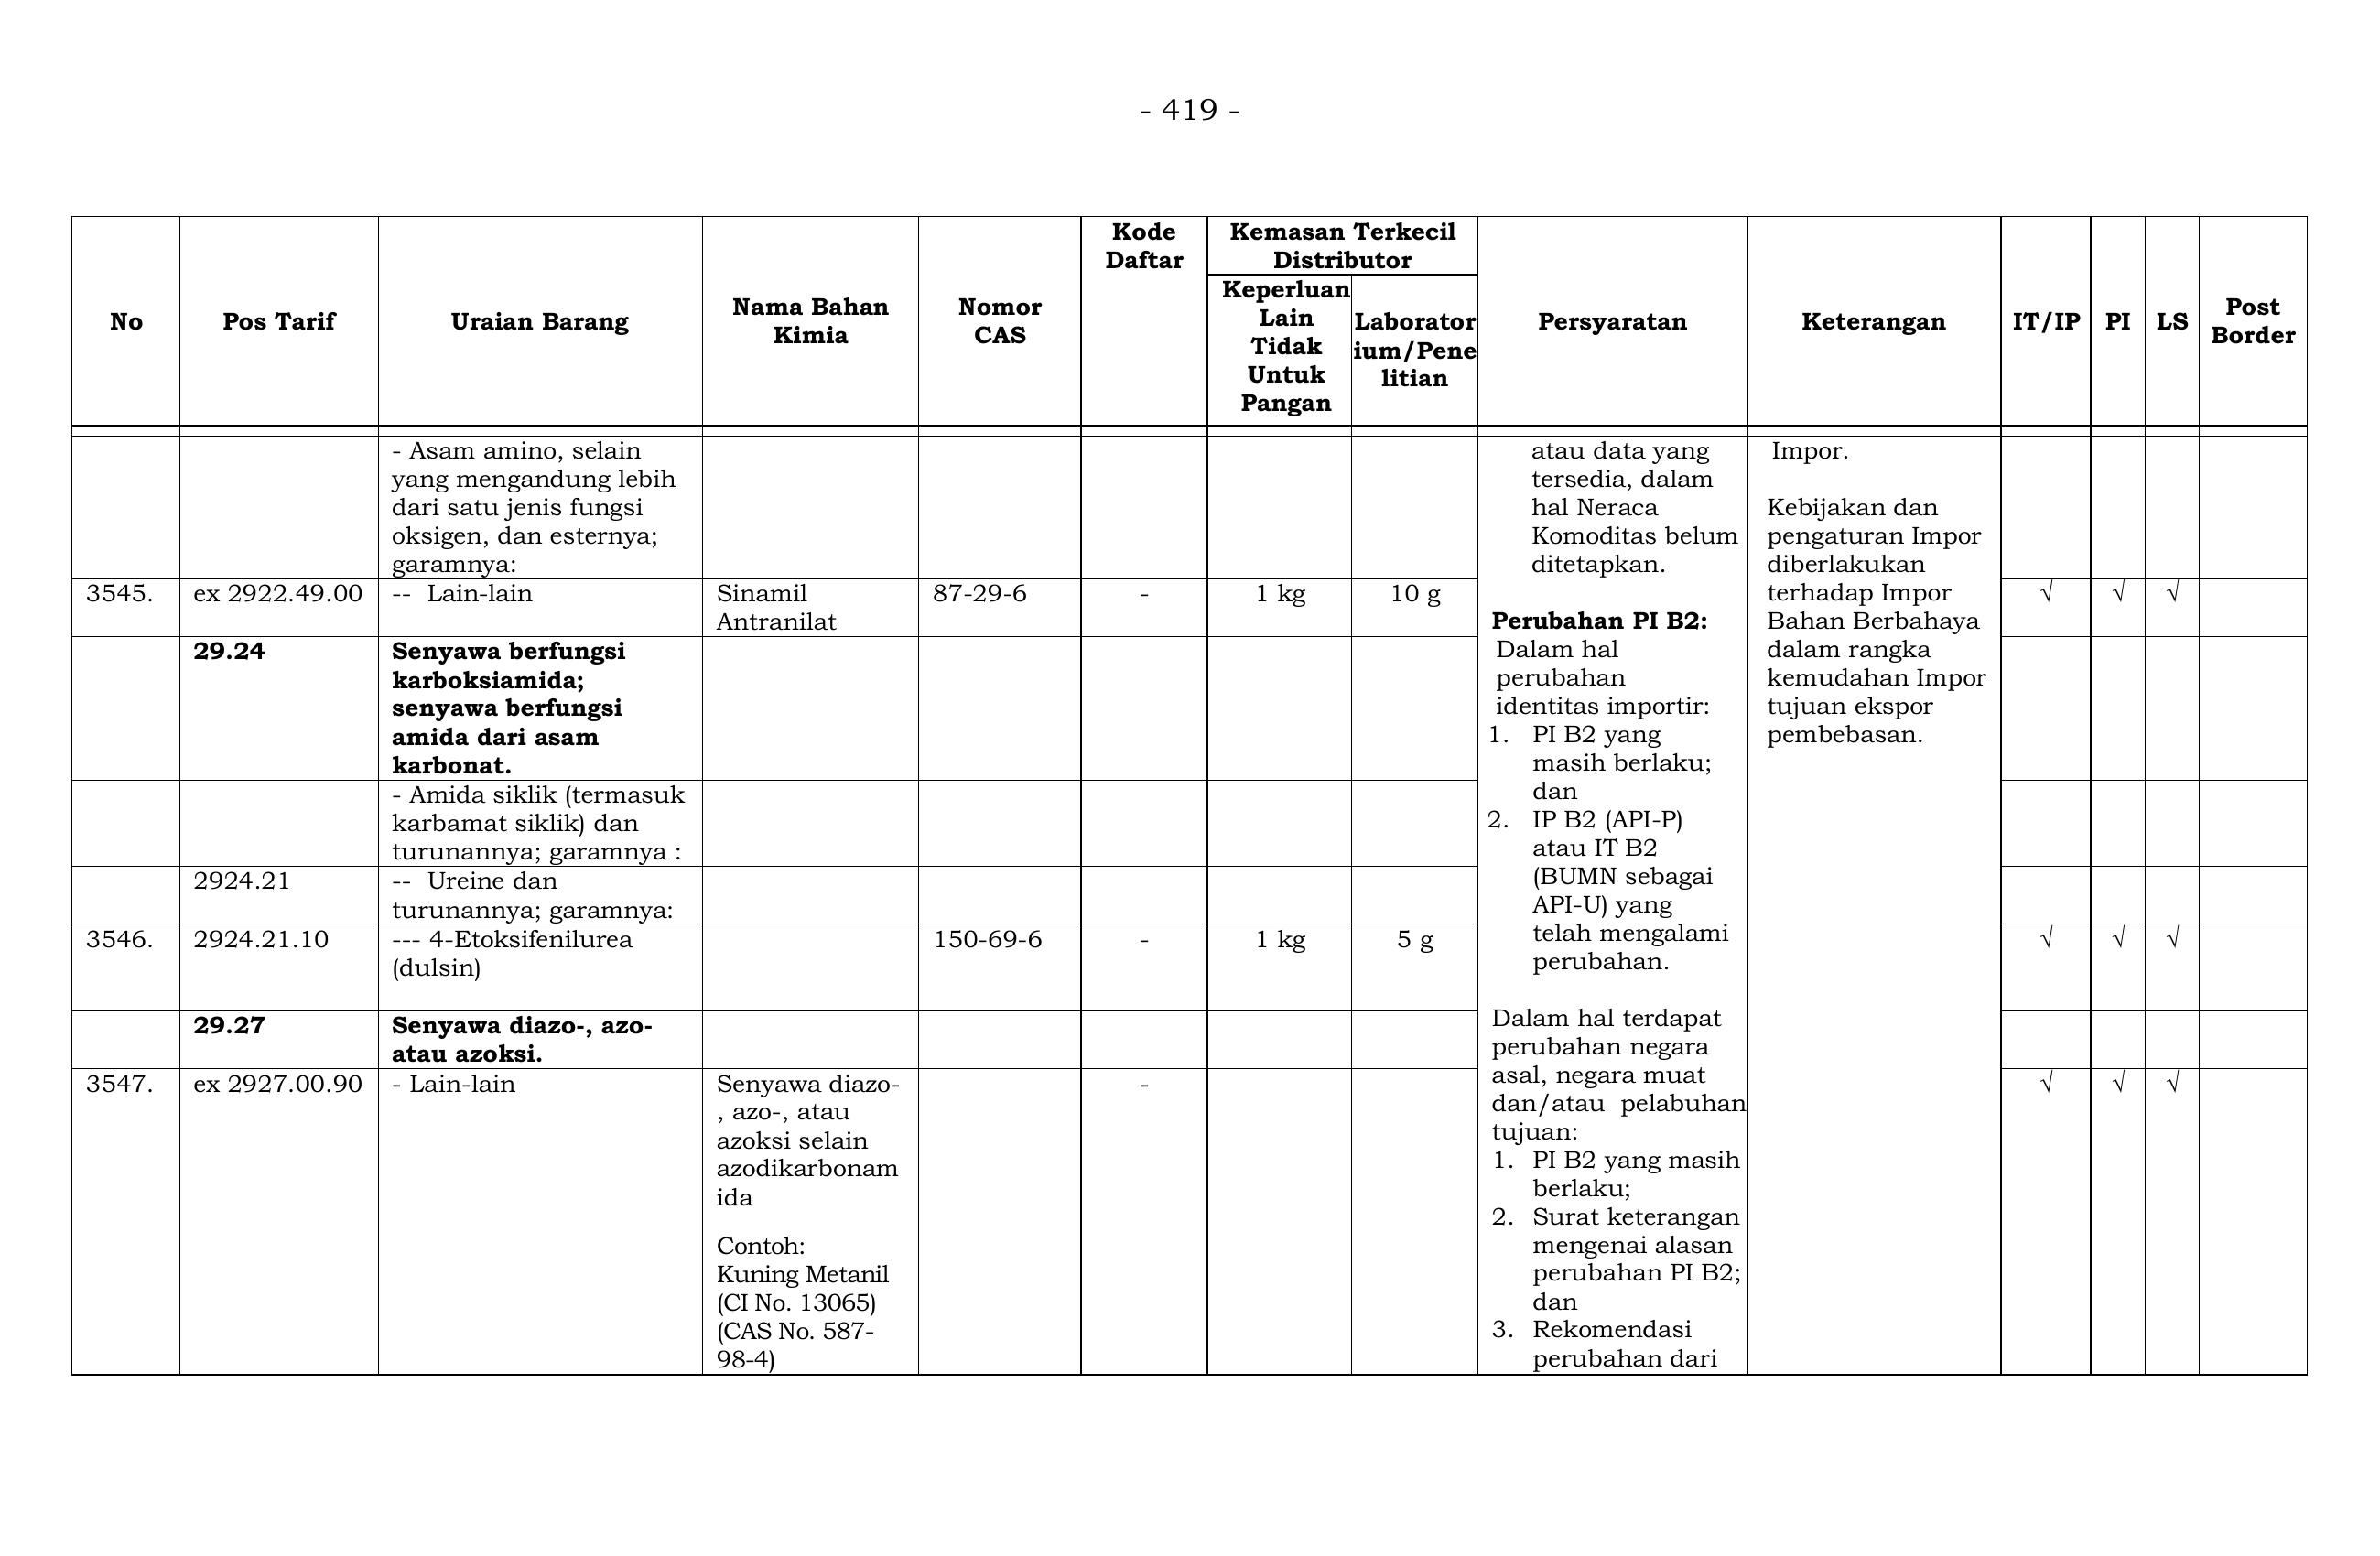 - 419 -
No
Pos Tarif
Uraian Barang
Nama Bahan
Kimia
Nomor
CAS
Kode
Daftar
Kemasan Terkecil
Distributor
Keperluan
Lain
Tidak
Untuk
Pangan
Laborator
ium/Pene
litian
Persyaratan
Keterangan
IT/IP
PI
LS
Post
Border
- Asam amino, selain
yang mengandung lebih
dari satu jenis fungsi
oksigen, dan esternya;
garamnya:
3545.
ex 2922.49.00
-- Lain-lain
Sinamil
Antranilat
87-29-6
-
1 kg
10 g
√
√
√
29.24
Senyawa berfungsi
karboksiamida;
senyawa berfungsi
amida dari asam
karbonat.
- Amida siklik (termasuk
karbamat siklik) dan
turunannya; garamnya :
2924.21
-- Ureine dan
turunannya; garamnya:
3546.
2924.21.10
--- 4-Etoksifenilurea
(dulsin)
150-69-6
-
1 kg
5 g
√
√
√
29.27
Senyawa diazo-, azo-
atau azoksi.
3547.
ex 2927.00.90
- Lain-lain
Senyawa diazo-
, azo-, atau
azoksi selain
azodikarbonam
ida
Contoh:
Kuning Metanil
(CI No. 13065)
(CAS No. 587-
98-4)
-
√
√
√
atau data yang
tersedia, dalam
hal Neraca
Komoditas belum
ditetapkan.
Perubahan PI B2:
Dalam hal
perubahan
identitas importir:
1. PI B2 yang
masih berlaku;
dan
2. IP B2 (API-P)
atau IT B2
(BUMN sebagai
API-U) yang
telah mengalami
perubahan.
Dalam hal terdapat
perubahan negara
asal, negara muat
dan/atau pelabuhan
tujuan:
1. PI B2 yang masih
berlaku;
2. Surat keterangan
mengenai alasan
perubahan PI B2;
dan
3. Rekomendasi
perubahan dari
Impor.
Kebijakan dan
pengaturan Impor
diberlakukan
terhadap Impor
Bahan Berbahaya
dalam rangka
kemudahan Impor
tujuan ekspor
pembebasan.